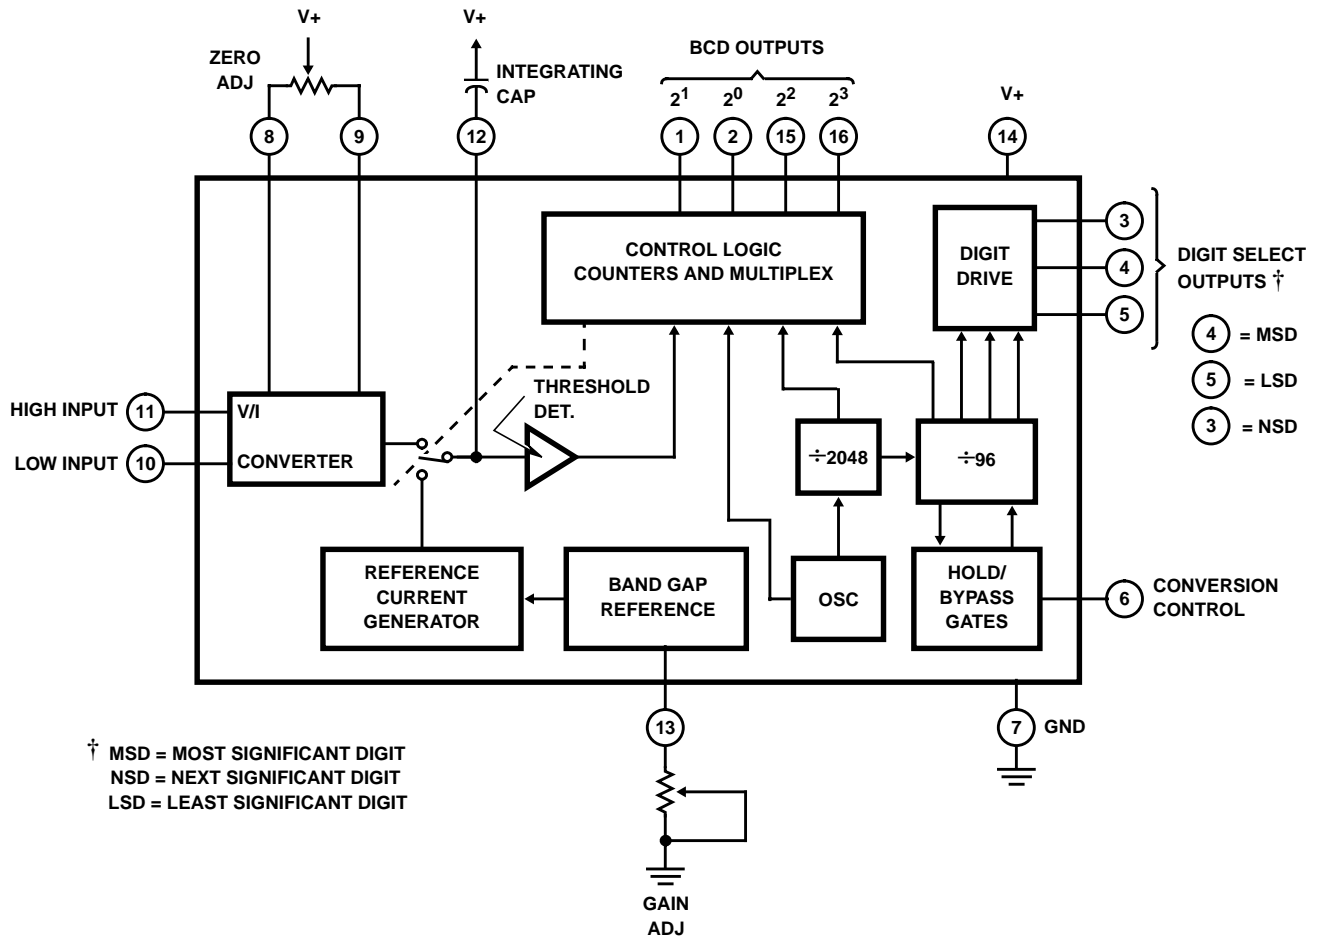 V+
V+
ZERO
ADJ
INTEGRATING
CAP
BCD OUTPUTS
2¹ 2⁰ 2² 2³
V+
8 9 12 1 2 15 16 14
CONTROL LOGIC
COUNTERS AND MULTIPLEX
DIGIT
DRIVE
3
4
5
DIGIT SELECT
OUTPUTS †
4 = MSD
5 = LSD
3 = NSD
THRESHOLD
DET.
HIGH INPUT 11
LOW INPUT 10
V/I
CONVERTER
÷2048
÷96
REFERENCE
CURRENT
GENERATOR
BAND GAP
REFERENCE
OSC
HOLD/
BYPASS
GATES
6
CONVERSION
CONTROL
13
7 GND
† MSD = MOST SIGNIFICANT DIGIT
NSD = NEXT SIGNIFICANT DIGIT
LSD = LEAST SIGNIFICANT DIGIT
GAIN
ADJ